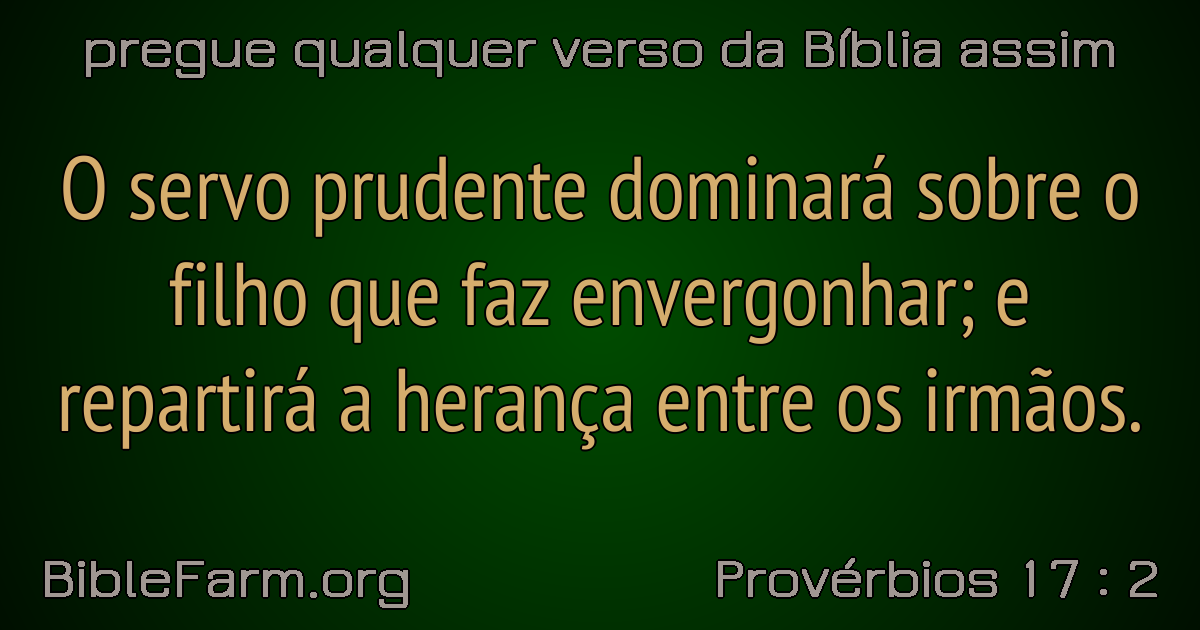 pregue qualquer verso da Bíblia assim
O servo prudente dominará sobre o
filho que faz envergonhar; e
repartirá a herança entre os irmãos.
BibleFarm.org
Provérbios 17 : 2